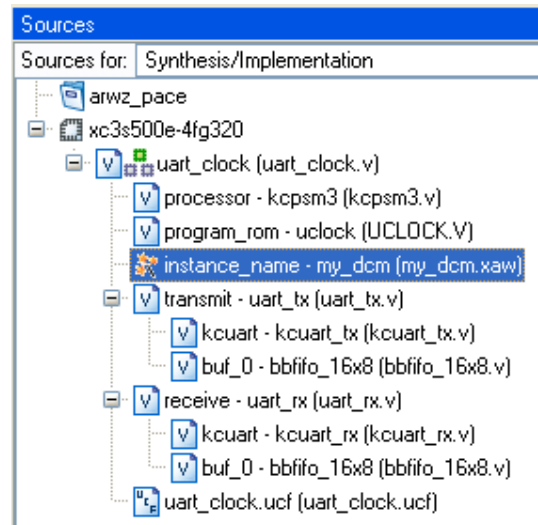 Sources
Sources for: Synthesis/Implementation
arwz_pace
xc3s500e-4fg320
V uart_clock (uart_clock.v)
V processor - kcpsm3 (kcpsm3.v)
V program_rom - uclock (UCLOCK.V)
instance_name - my_dcm (my_dcm.xaw)
V transmit - uart_tx (uart_tx.v)
V kcuart - kcuart_tx (kcuart_tx.v)
V buf_0 - bbfifo_16x8 (bbfifo_16x8.v)
V receive - uart_rx (uart_rx.v)
V kcuart - kcuart_rx (kcuart_rx.v)
V buf_0 - bbfifo_16x8 (bbfifo_16x8.v)
UCF uart_clock.ucf (uart_clock.ucf)